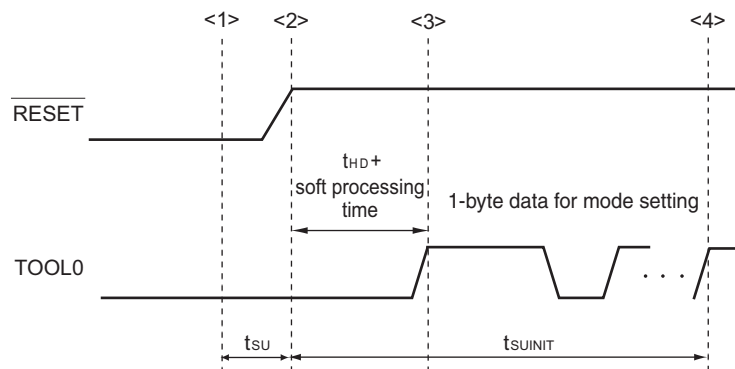 <1> <2> <3> <4>
RESET
tHD+
soft processing
time
1-byte data for mode setting
TOOL0
. . .
tSU
tSUINIT